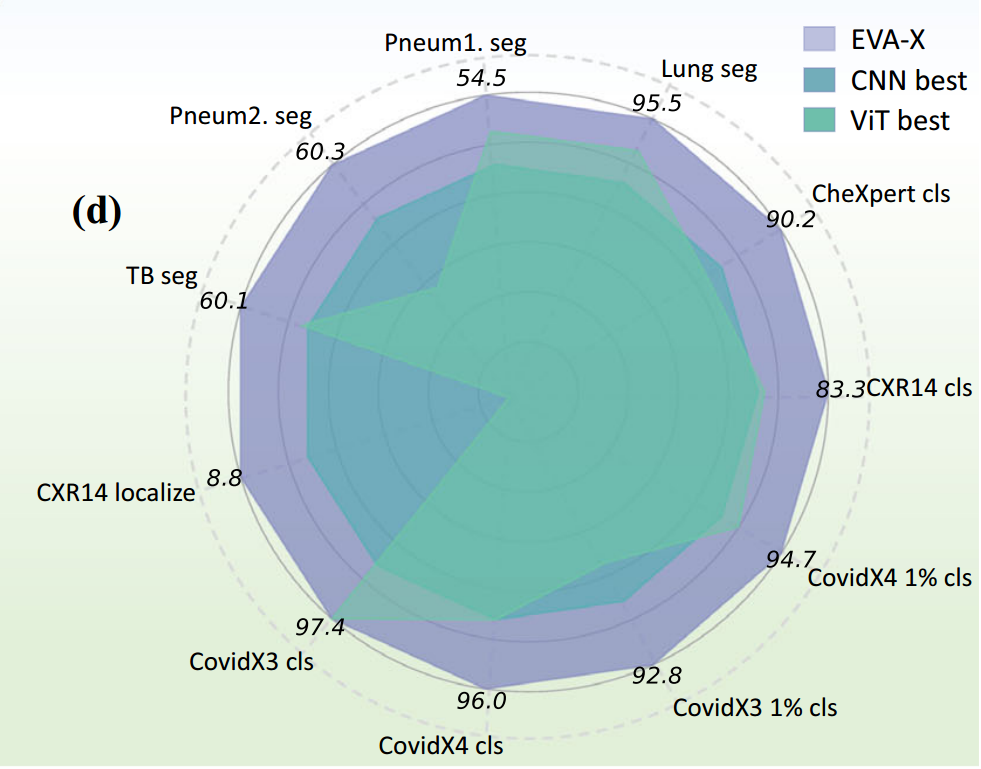 Pneum1. seg
54.5
EVA-X
CNN best
ViT best
Lung seg
95.5
Pneum2. seg
60.3
CheXpert cls
90.2
(d)
TB seg
60.1
83.3 CXR14 cls
8.8
CXR14 localize
94.7
CovidX4 1% cls
97.4
CovidX3 cls
92.8
CovidX3 1% cls
96.0
CovidX4 cls